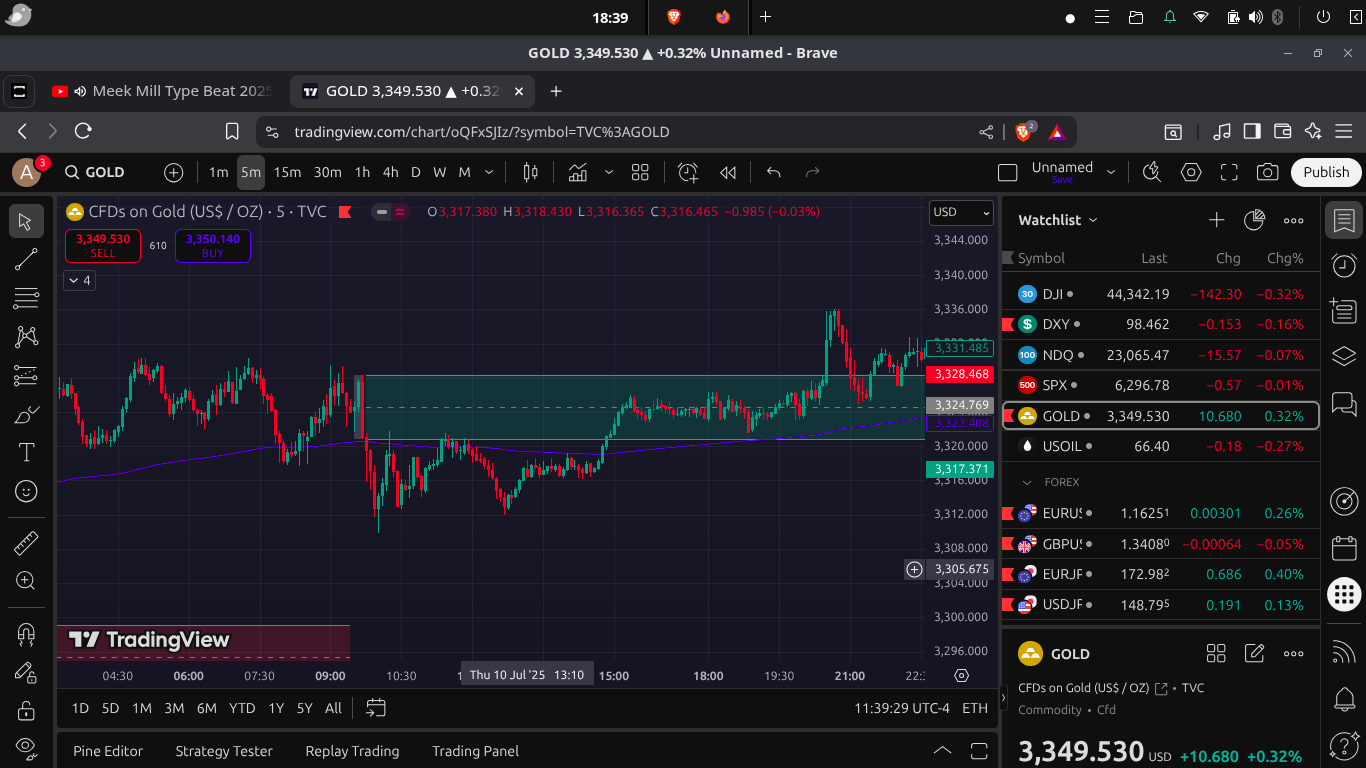 18:39
GOLD 3,349.530 ▲ +0.32% Unnamed - Brave
Meek Mill Type Beat 2025
GOLD 3,349.530 ▲ +0.32
tradingview.com/chart/oQFxSJIz/?symbol=TVC%3AGOLD
2
A 3 GOLD 1m 5m 15m 30m 1h 4h D W M Unnamed Save Publish
CFDs on Gold (US$ / OZ) · 5 · TVC O3,317.380 H3,318.430 L3,316.365 C3,316.465 −0.985 (−0.03%)
3,349.530 SELL 610 3,350.140 BUY
4
USD
3,344.000
3,340.000
3,336.000
3,331.485
3,328.468
3,324.769
3,323.408
3,320.000
3,317.371
3,316.000
3,312.000
3,308.000
3,305.675
3,304.000
3,300.000
3,296.000
TradingView
04:30 06:00 07:30 09:00 10:30 Thu 10 Jul '25 13:10 15:00 18:00 19:30 21:00
1D 5D 1M 3M 6M YTD 1Y 5Y All 11:39:29 UTC-4 ETH
Pine Editor Strategy Tester Replay Trading Trading Panel
Watchlist
Symbol Last Chg Chg%
30 DJI 44,342.19 −142.30 −0.32%
$ DXY 98.462 −0.153 −0.16%
100 NDQ 23,065.47 −15.57 −0.07%
500 SPX 6,296.78 −0.57 −0.01%
GOLD 3,349.530 10.680 0.32%
USOIL 66.40 −0.18 −0.27%
FOREX
EURUS 1.16251 0.00301 0.26%
GBPUS 1.34080 −0.00064 −0.05%
EURJP 172.982 0.686 0.40%
USDJP 148.795 0.191 0.13%
GOLD
CFDs on Gold (US$ / OZ) • TVC
Commodity • Cfd
3,349.530 USD +10.680 +0.32%